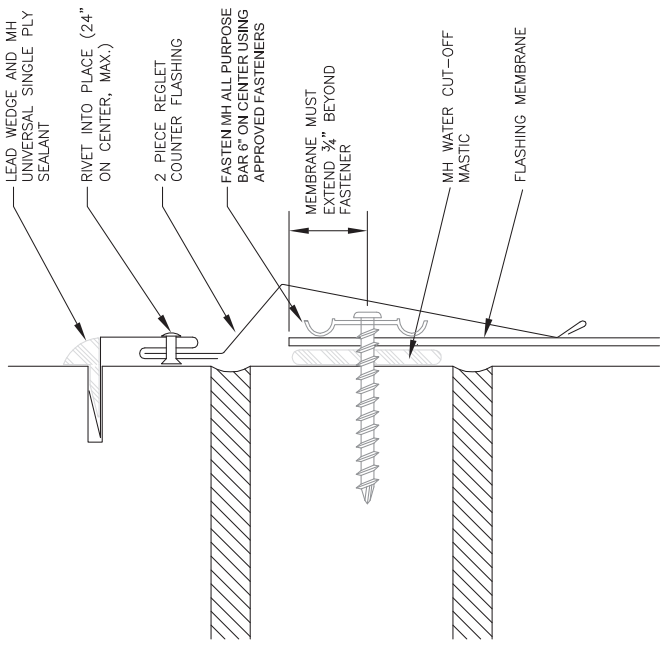 LEAD WEDGE AND MH
UNIVERSAL SINGLE PLY
SEALANT
RIVET INTO PLACE (24"
ON CENTER, MAX.)
2 PIECE REGLET
COUNTER FLASHING
FASTEN MH ALL PURPOSE
BAR 6" ON CENTER USING
APPROVED FASTENERS
MEMBRANE MUST
EXTEND ¾" BEYOND
FASTENER
MH WATER CUT-OFF
MASTIC
FLASHING MEMBRANE